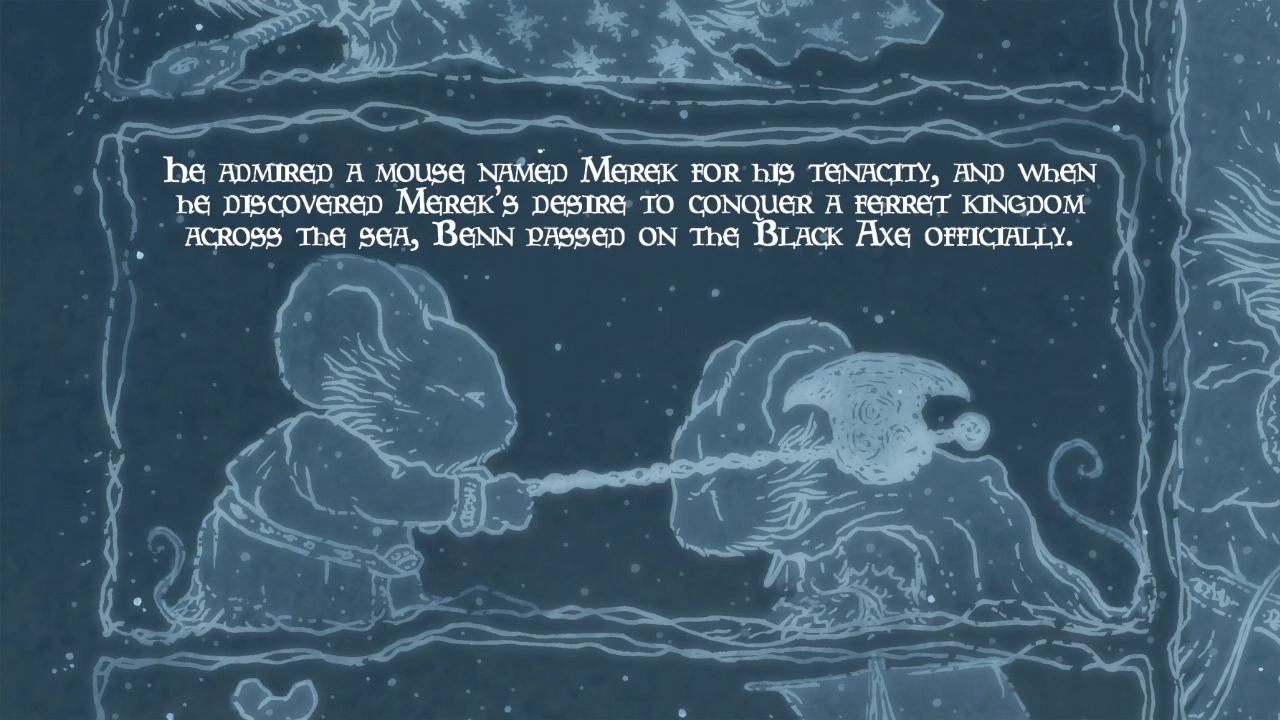 He admired a mouse named Merek for his tenacity, and when
he discovered Merek's desire to conquer a ferret kingdom
across the sea, Benn passed on the Black Axe officially.